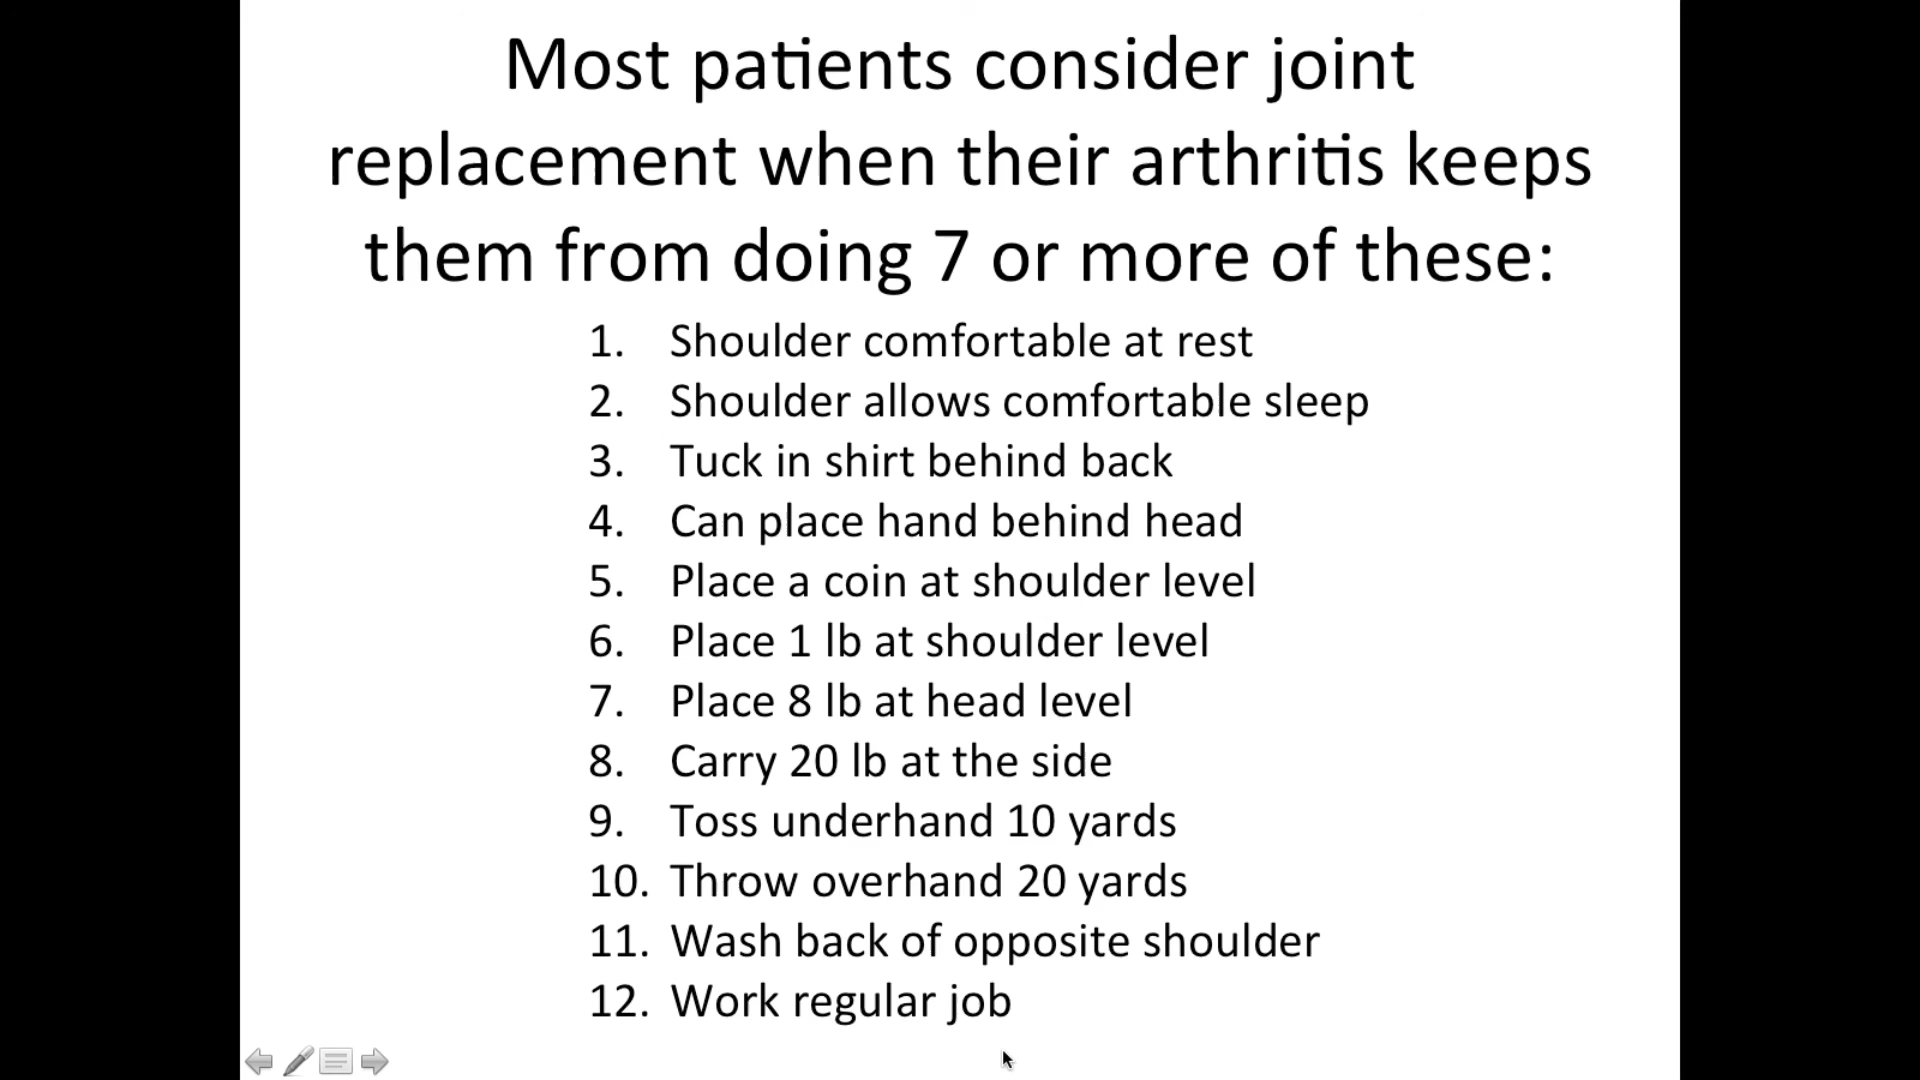 Most patients consider joint
replacement when their arthritis keeps
them from doing 7 or more of these:
1. Shoulder comfortable at rest
2. Shoulder allows comfortable sleep
3. Tuck in shirt behind back
4. Can place hand behind head
5. Place a coin at shoulder level
6. Place 1 lb at shoulder level
7. Place 8 lb at head level
8. Carry 20 lb at the side
9. Toss underhand 10 yards
10. Throw overhand 20 yards
11. Wash back of opposite shoulder
12. Work regular job